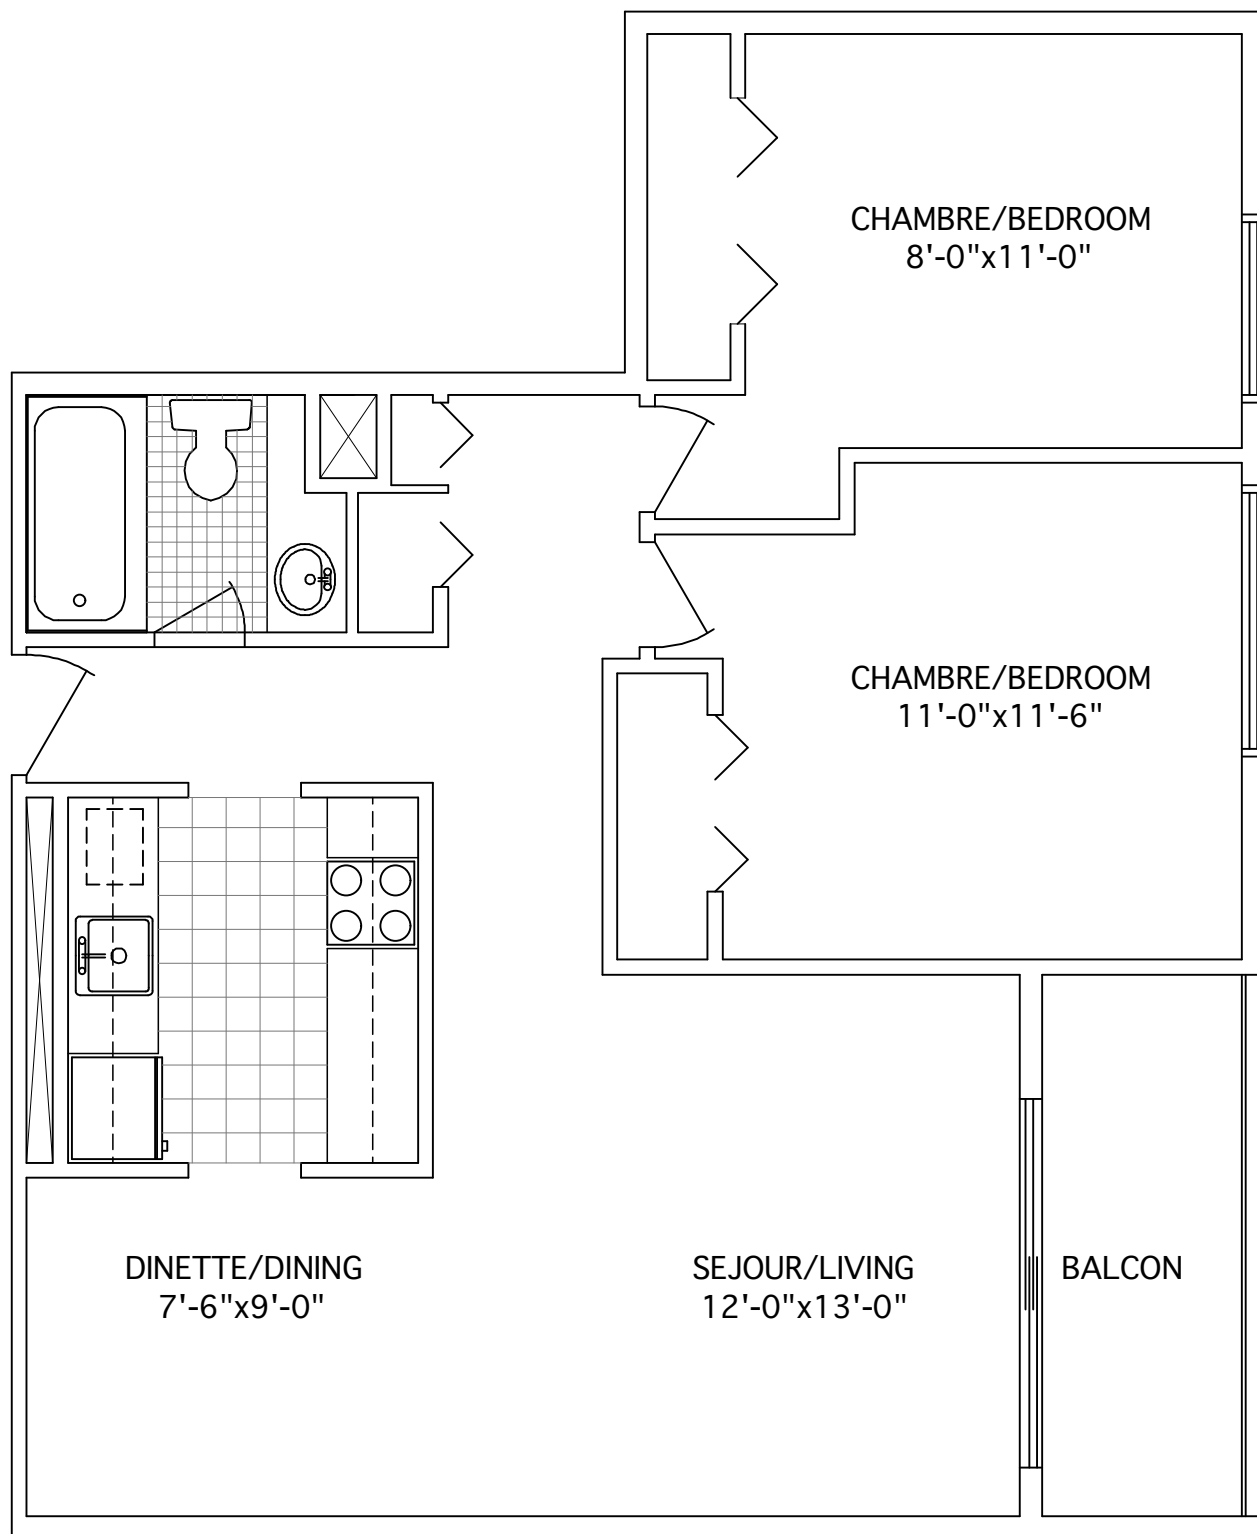 CHAMBRE/BEDROOM
8'-0"x11'-0"
CHAMBRE/BEDROOM
11'-0"x11'-6"
DINETTE/DINING
7'-6"x9'-0"
SEJOUR/LIVING
12'-0"x13'-0"
BALCON